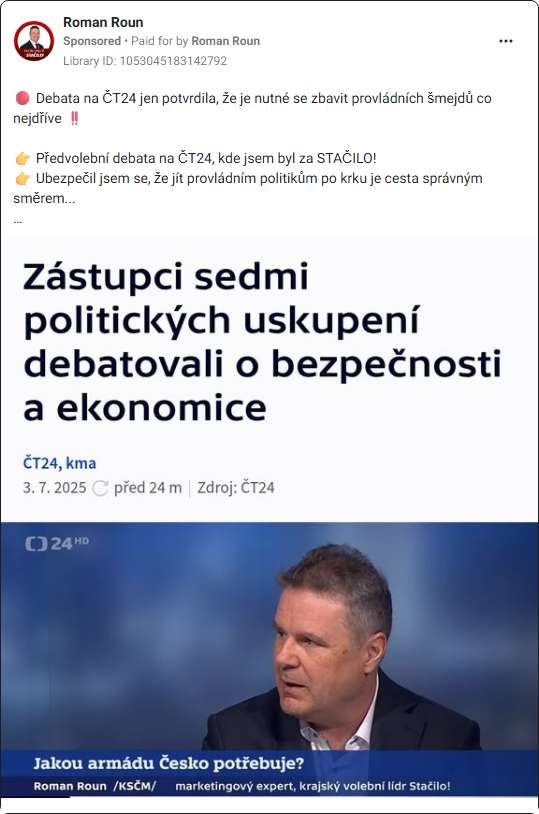 Roman Roun
Sponsored • Paid for by Roman Roun
Library ID: 1053045183142792
Debata na ČT24 jen potvrdila, že je nutné se zbavit provládních šmejdů co
nejdříve ‼
👉 Předvolební debata na ČT24, kde jsem byl za STAČILO!
👉 Ubezpečil jsem se, že jít provládním politikům po krku je cesta správným
směrem...
...
Zástupci sedmi
politických uskupení
debatovali o bezpečnosti
a ekonomice
ČT24, kma
3. 7. 2025 před 24 m | Zdroj: ČT24
24 HD
Jakou armádu Česko potřebuje?
Roman Roun /KSČM/ marketingový expert, krajský volební lídr Stačilo!